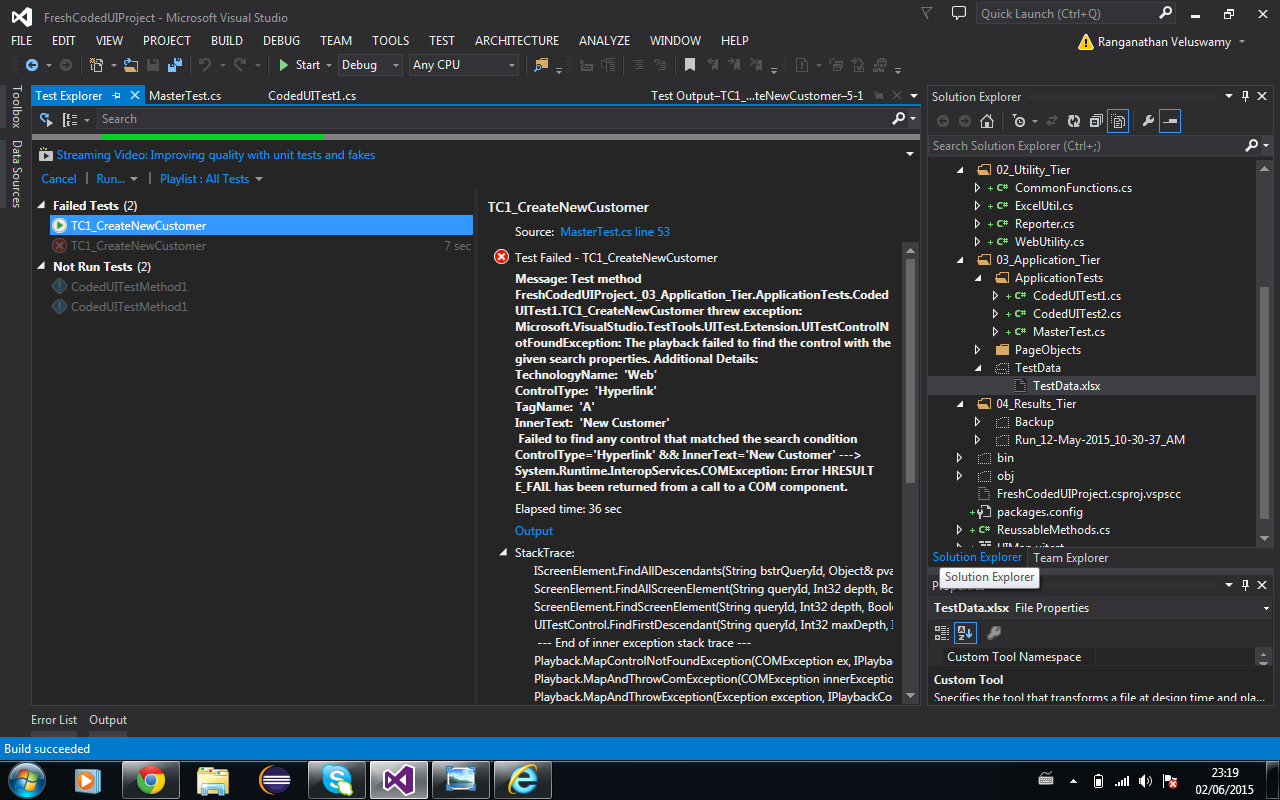 FreshCodedUIProject - Microsoft Visual Studio
Quick Launch (Ctrl+Q)
FILE EDIT VIEW PROJECT BUILD DEBUG TEAM TOOLS TEST ARCHITECTURE ANALYZE WINDOW HELP
Ranganathan Veluswamy
Start Debug Any CPU
Toolbox
Data Sources
Test Explorer MasterTest.cs CodedUITest1.cs Test Output–TC1_...teNewCustomer–5-1
Search
Streaming Video: Improving quality with unit tests and fakes
Cancel | Run... | Playlist : All Tests
Failed Tests (2)
TC1_CreateNewCustomer
TC1_CreateNewCustomer 7 sec
Not Run Tests (2)
CodedUITestMethod1
CodedUITestMethod1
TC1_CreateNewCustomer
Source: MasterTest.cs line 53
Test Failed - TC1_CreateNewCustomer
Message: Test method
FreshCodedUIProject._03_Application_Tier.ApplicationTests.Coded
UITest1.TC1_CreateNewCustomer threw exception:
Microsoft.VisualStudio.TestTools.UITest.Extension.UITestControlN
otFoundException: The playback failed to find the control with the
given search properties. Additional Details:
TechnologyName: 'Web'
ControlType: 'Hyperlink'
TagName: 'A'
InnerText: 'New Customer'
Failed to find any control that matched the search condition
ControlType='Hyperlink' && InnerText='New Customer' --->
System.Runtime.InteropServices.COMException: Error HRESULT
E_FAIL has been returned from a call to a COM component.
Elapsed time: 36 sec
Output
StackTrace:
IScreenElement.FindAllDescendants(String bstrQueryId, Object& pva
ScreenElement.FindAllScreenElement(String queryId, Int32 depth, Bo
ScreenElement.FindScreenElement(String queryId, Int32 depth, Boole
UITestControl.FindFirstDescendant(String queryId, Int32 maxDepth, I
--- End of inner exception stack trace ---
Playback.MapControlNotFoundException(COMException ex, IPlayba
Playback.MapAndThrowComException(COMException innerExceptio
Playback.MapAndThrowException(Exception exception, IPlaybackCo
Solution Explorer
Search Solution Explorer (Ctrl+;)
02_Utility_Tier
+ C# CommonFunctions.cs
+ C# ExcelUtil.cs
+ C# Reporter.cs
+ C# WebUtility.cs
03_Application_Tier
ApplicationTests
+ C# CodedUITest1.cs
+ C# CodedUITest2.cs
+ C# MasterTest.cs
PageObjects
TestData
TestData.xlsx
04_Results_Tier
Backup
Run_12-May-2015_10-30-37_AM
bin
obj
FreshCodedUIProject.csproj.vspscc
packages.config
+ C# ReussableMethods.cs
UIMap.uitest
Solution Explorer Team Explorer
Solution Explorer
Properties
TestData.xlsx File Properties
Custom Tool Namespace
Custom Tool
Specifies the tool that transforms a file at design time and pla...
Error List Output
Build succeeded
23:19
02/06/2015